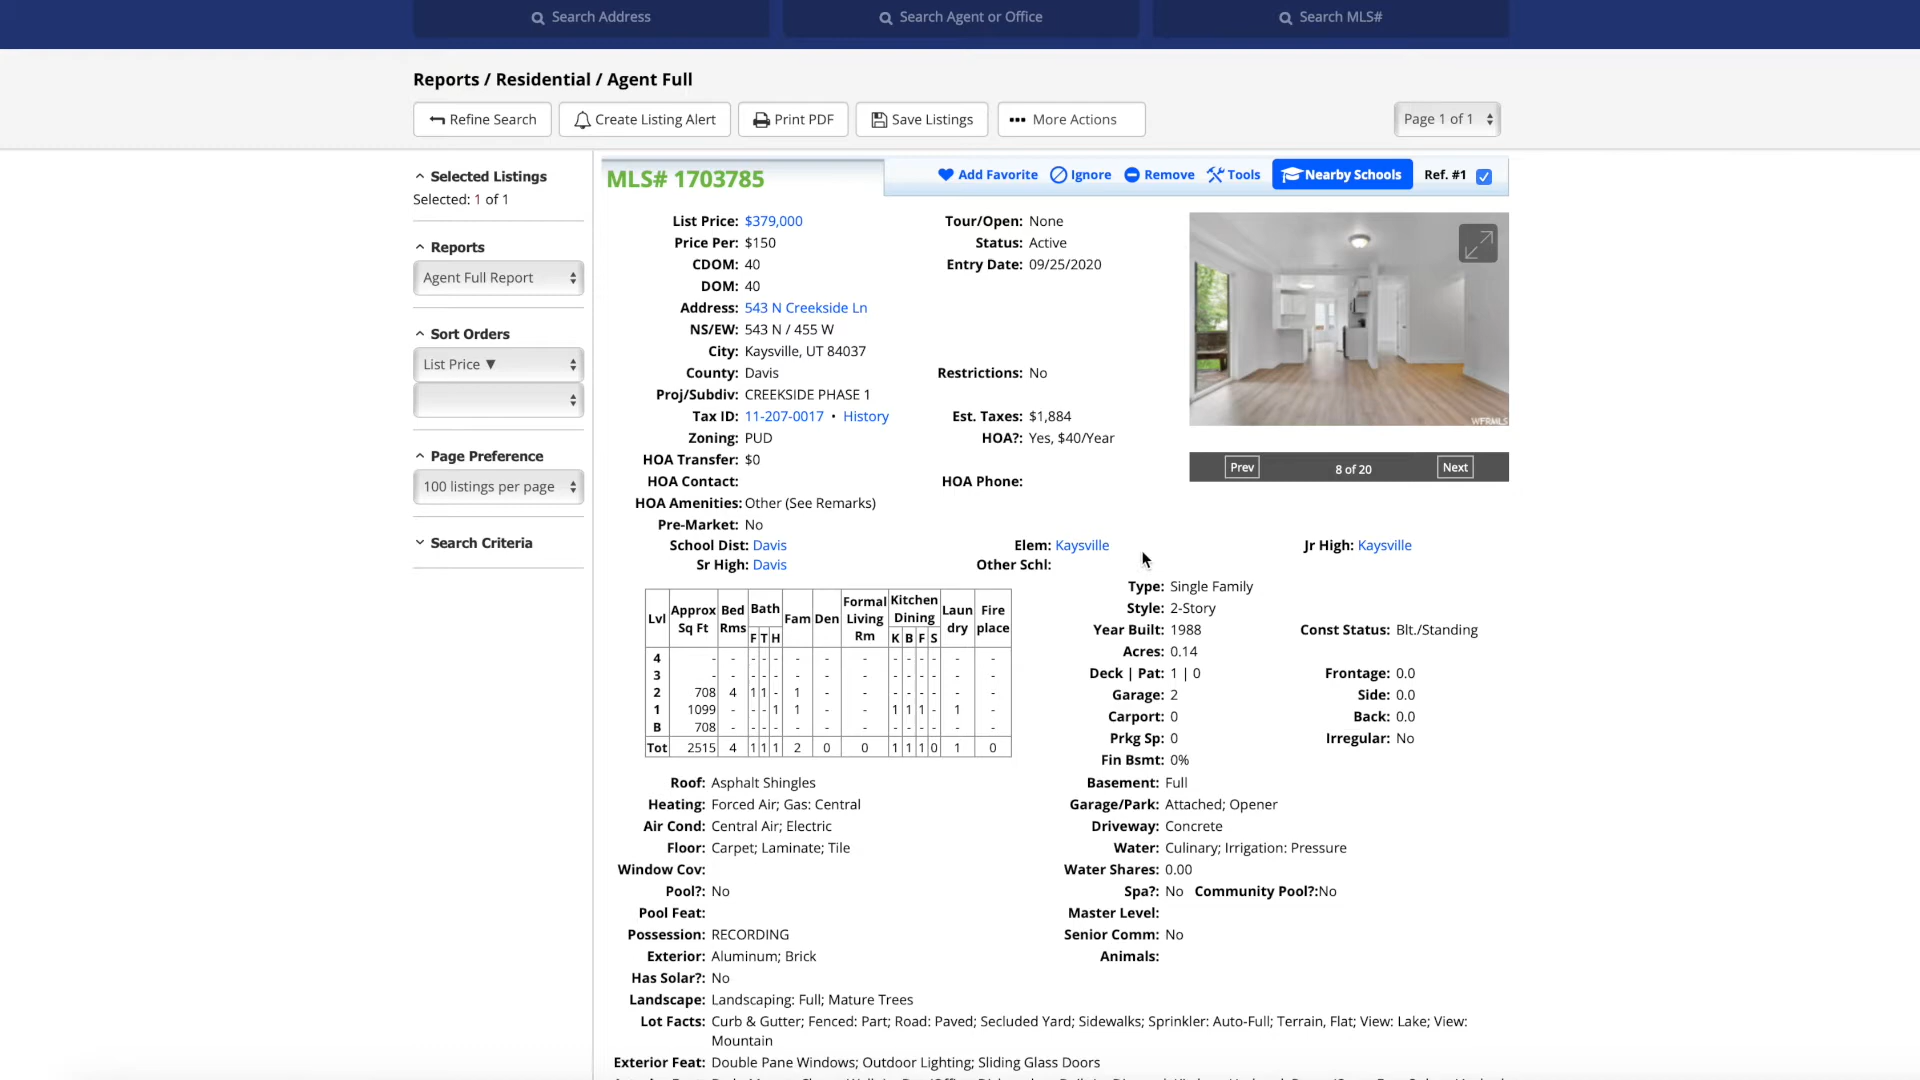 Search Address
Search Agent or Office
Search MLS#
Reports / Residential / Agent Full
Refine Search
Create Listing Alert
Print PDF
Save Listings
More Actions
Page 1 of 1
Selected Listings
Selected: 1 of 1
Reports
Agent Full Report
Sort Orders
List Price ▼
Page Preference
100 listings per page
Search Criteria
MLS# 1703785
Add Favorite Ignore Remove Tools Nearby Schools Ref. #1
List Price: $379,000 Tour/Open: None
Price Per: $150 Status: Active
CDOM: 40 Entry Date: 09/25/2020
DOM: 40
Address: 543 N Creekside Ln
NS/EW: 543 N / 455 W
City: Kaysville, UT 84037
County: Davis Restrictions: No
Proj/Subdiv: CREEKSIDE PHASE 1
Tax ID: 11-207-0017 • History Est. Taxes: $1,884
Zoning: PUD HOA?: Yes, $40/Year
HOA Transfer: $0
HOA Contact: HOA Phone:
HOA Amenities: Other (See Remarks)
Pre-Market: No
WFRMLS
Prev 8 of 20 Next
School Dist: Davis Elem: Kaysville Jr High: Kaysville
Sr High: Davis Other Schl:
Lvl Approx Sq Ft Bed Rms Bath Fam Den Formal Living Rm Kitchen Dining Laun dry Fire place
F T H K B F S
4 - - - - - - - - - - - - - -
3 - - - - - - - - - - - - - -
2 708 4 1 1 - 1 - - - - - - - -
1 1099 - - - 1 1 - - 1 1 1 - 1 -
B 708 - - - - - - - - - - - - -
Tot 2515 4 1 1 1 2 0 0 1 1 1 0 1 0
Type: Single Family
Style: 2-Story
Year Built: 1988 Const Status: Blt./Standing
Acres: 0.14
Deck | Pat: 1 | 0 Frontage: 0.0
Garage: 2 Side: 0.0
Carport: 0 Back: 0.0
Prkg Sp: 0 Irregular: No
Fin Bsmt: 0%
Roof: Asphalt Shingles Basement: Full
Heating: Forced Air; Gas: Central Garage/Park: Attached; Opener
Air Cond: Central Air; Electric Driveway: Concrete
Floor: Carpet; Laminate; Tile Water: Culinary; Irrigation: Pressure
Window Cov: Water Shares: 0.00
Pool?: No Spa?: No Community Pool?:No
Pool Feat: Master Level:
Possession: RECORDING Senior Comm: No
Exterior: Aluminum; Brick Animals:
Has Solar?: No
Landscape: Landscaping: Full; Mature Trees
Lot Facts: Curb & Gutter; Fenced: Part; Road: Paved; Secluded Yard; Sidewalks; Sprinkler: Auto-Full; Terrain, Flat; View: Lake; View:
Mountain
Exterior Feat: Double Pane Windows; Outdoor Lighting; Sliding Glass Doors